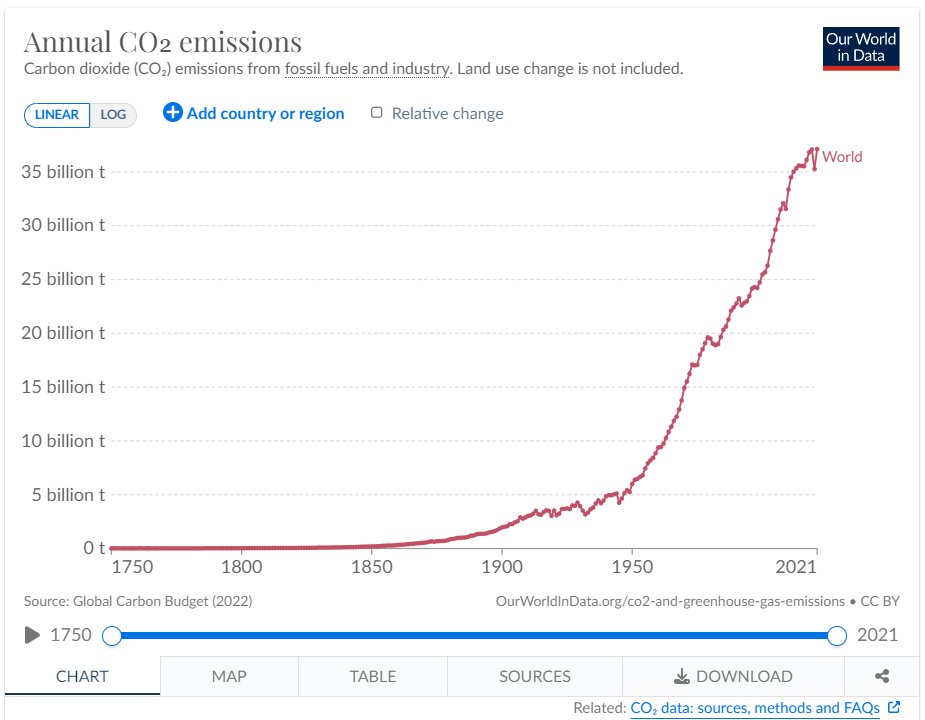 Annual CO₂ emissions
Our World
in Data
Carbon dioxide (CO₂) emissions from fossil fuels and industry. Land use change is not included.
LINEAR LOG Add country or region Relative change
World
35 billion t
30 billion t
25 billion t
20 billion t
15 billion t
10 billion t
5 billion t
0 t
1750 1800 1850 1900 1950 2021
Source: Global Carbon Budget (2022) OurWorldInData.org/co2-and-greenhouse-gas-emissions • CC BY
1750 2021
CHART MAP TABLE SOURCES DOWNLOAD
Related: CO₂ data: sources, methods and FAQs